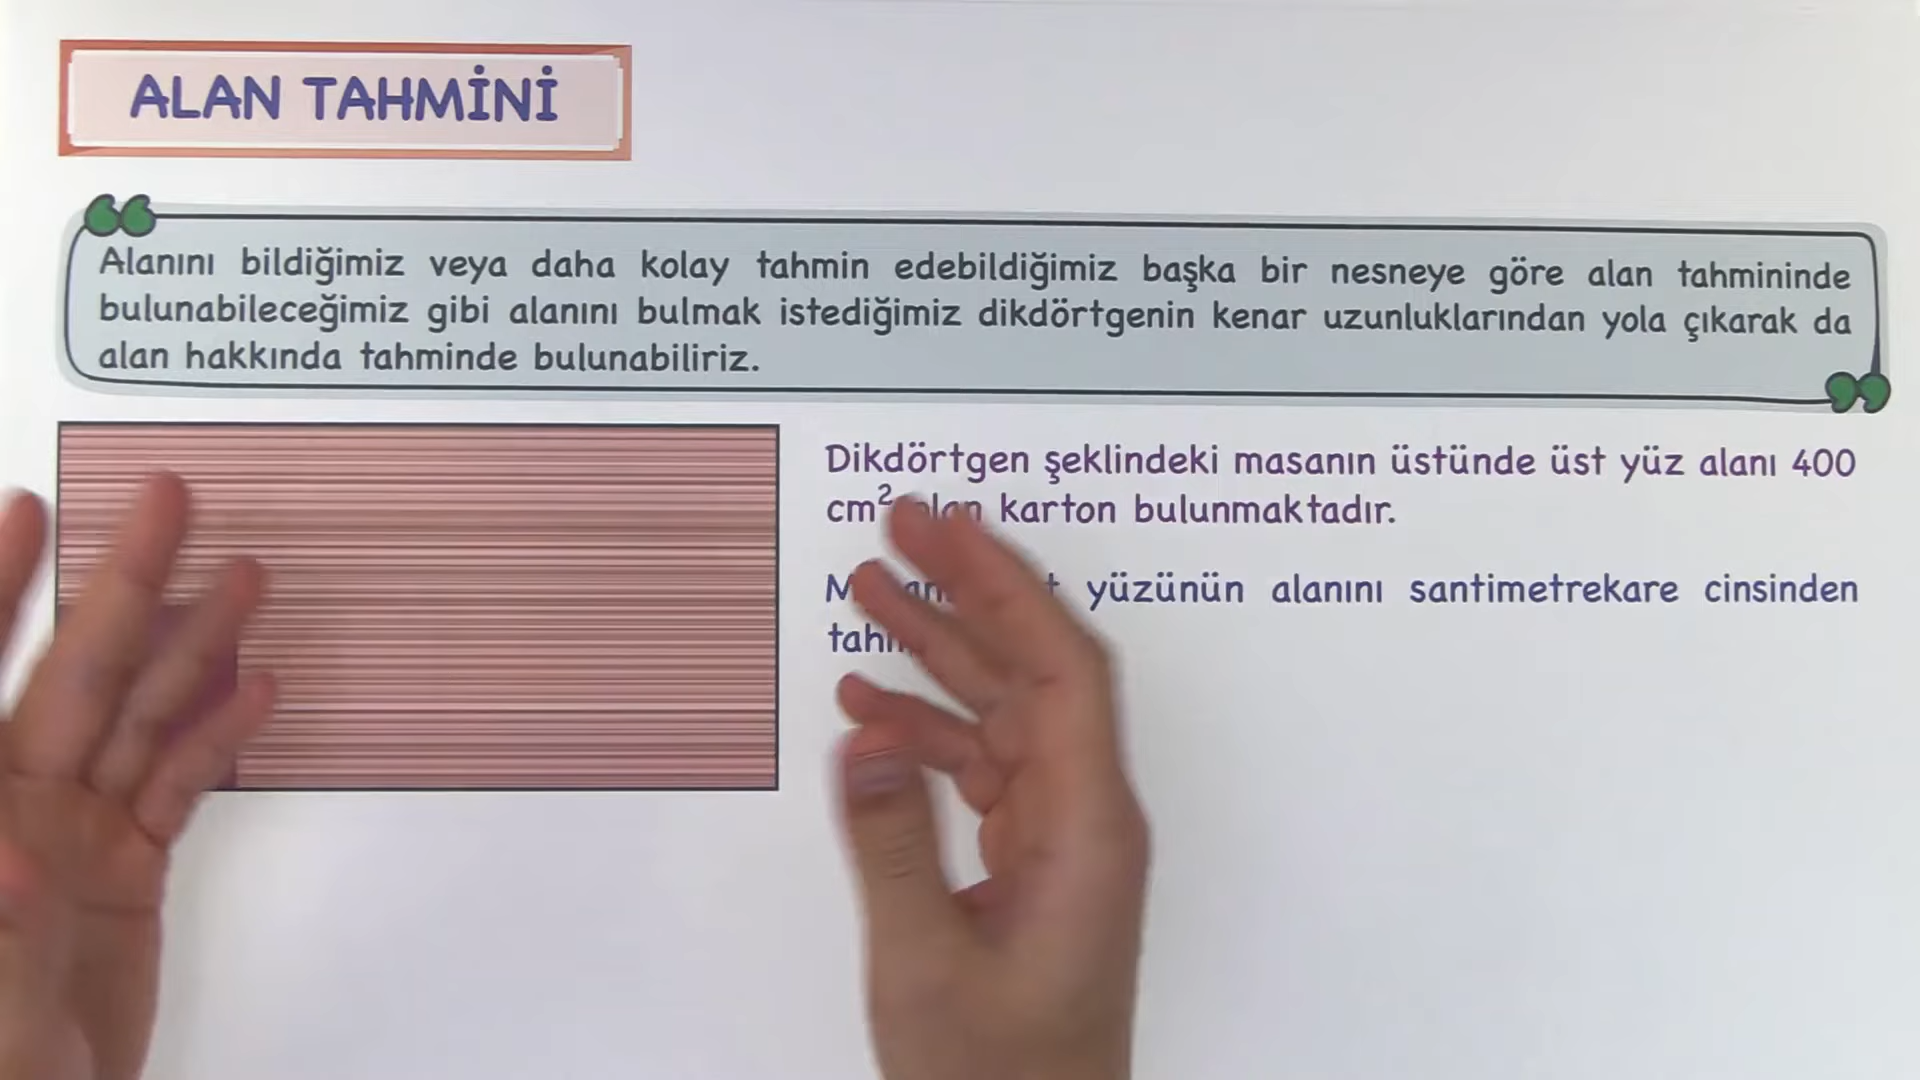 ALAN TAHMİNİ
Alanını bildiğimiz veya daha kolay tahmin edebildiğimiz başka bir nesneye göre alan tahmininde
bulunabileceğimiz gibi alanını bulmak istediğimiz dikdörtgenin kenar uzunluklarından yola çıkarak da
alan hakkında tahminde bulunabiliriz.
Dikdörtgen şeklindeki masanın üstünde üst yüz alanı 400
cm² olan karton bulunmaktadır.
yüzünün alanını santimetrekare cinsinden